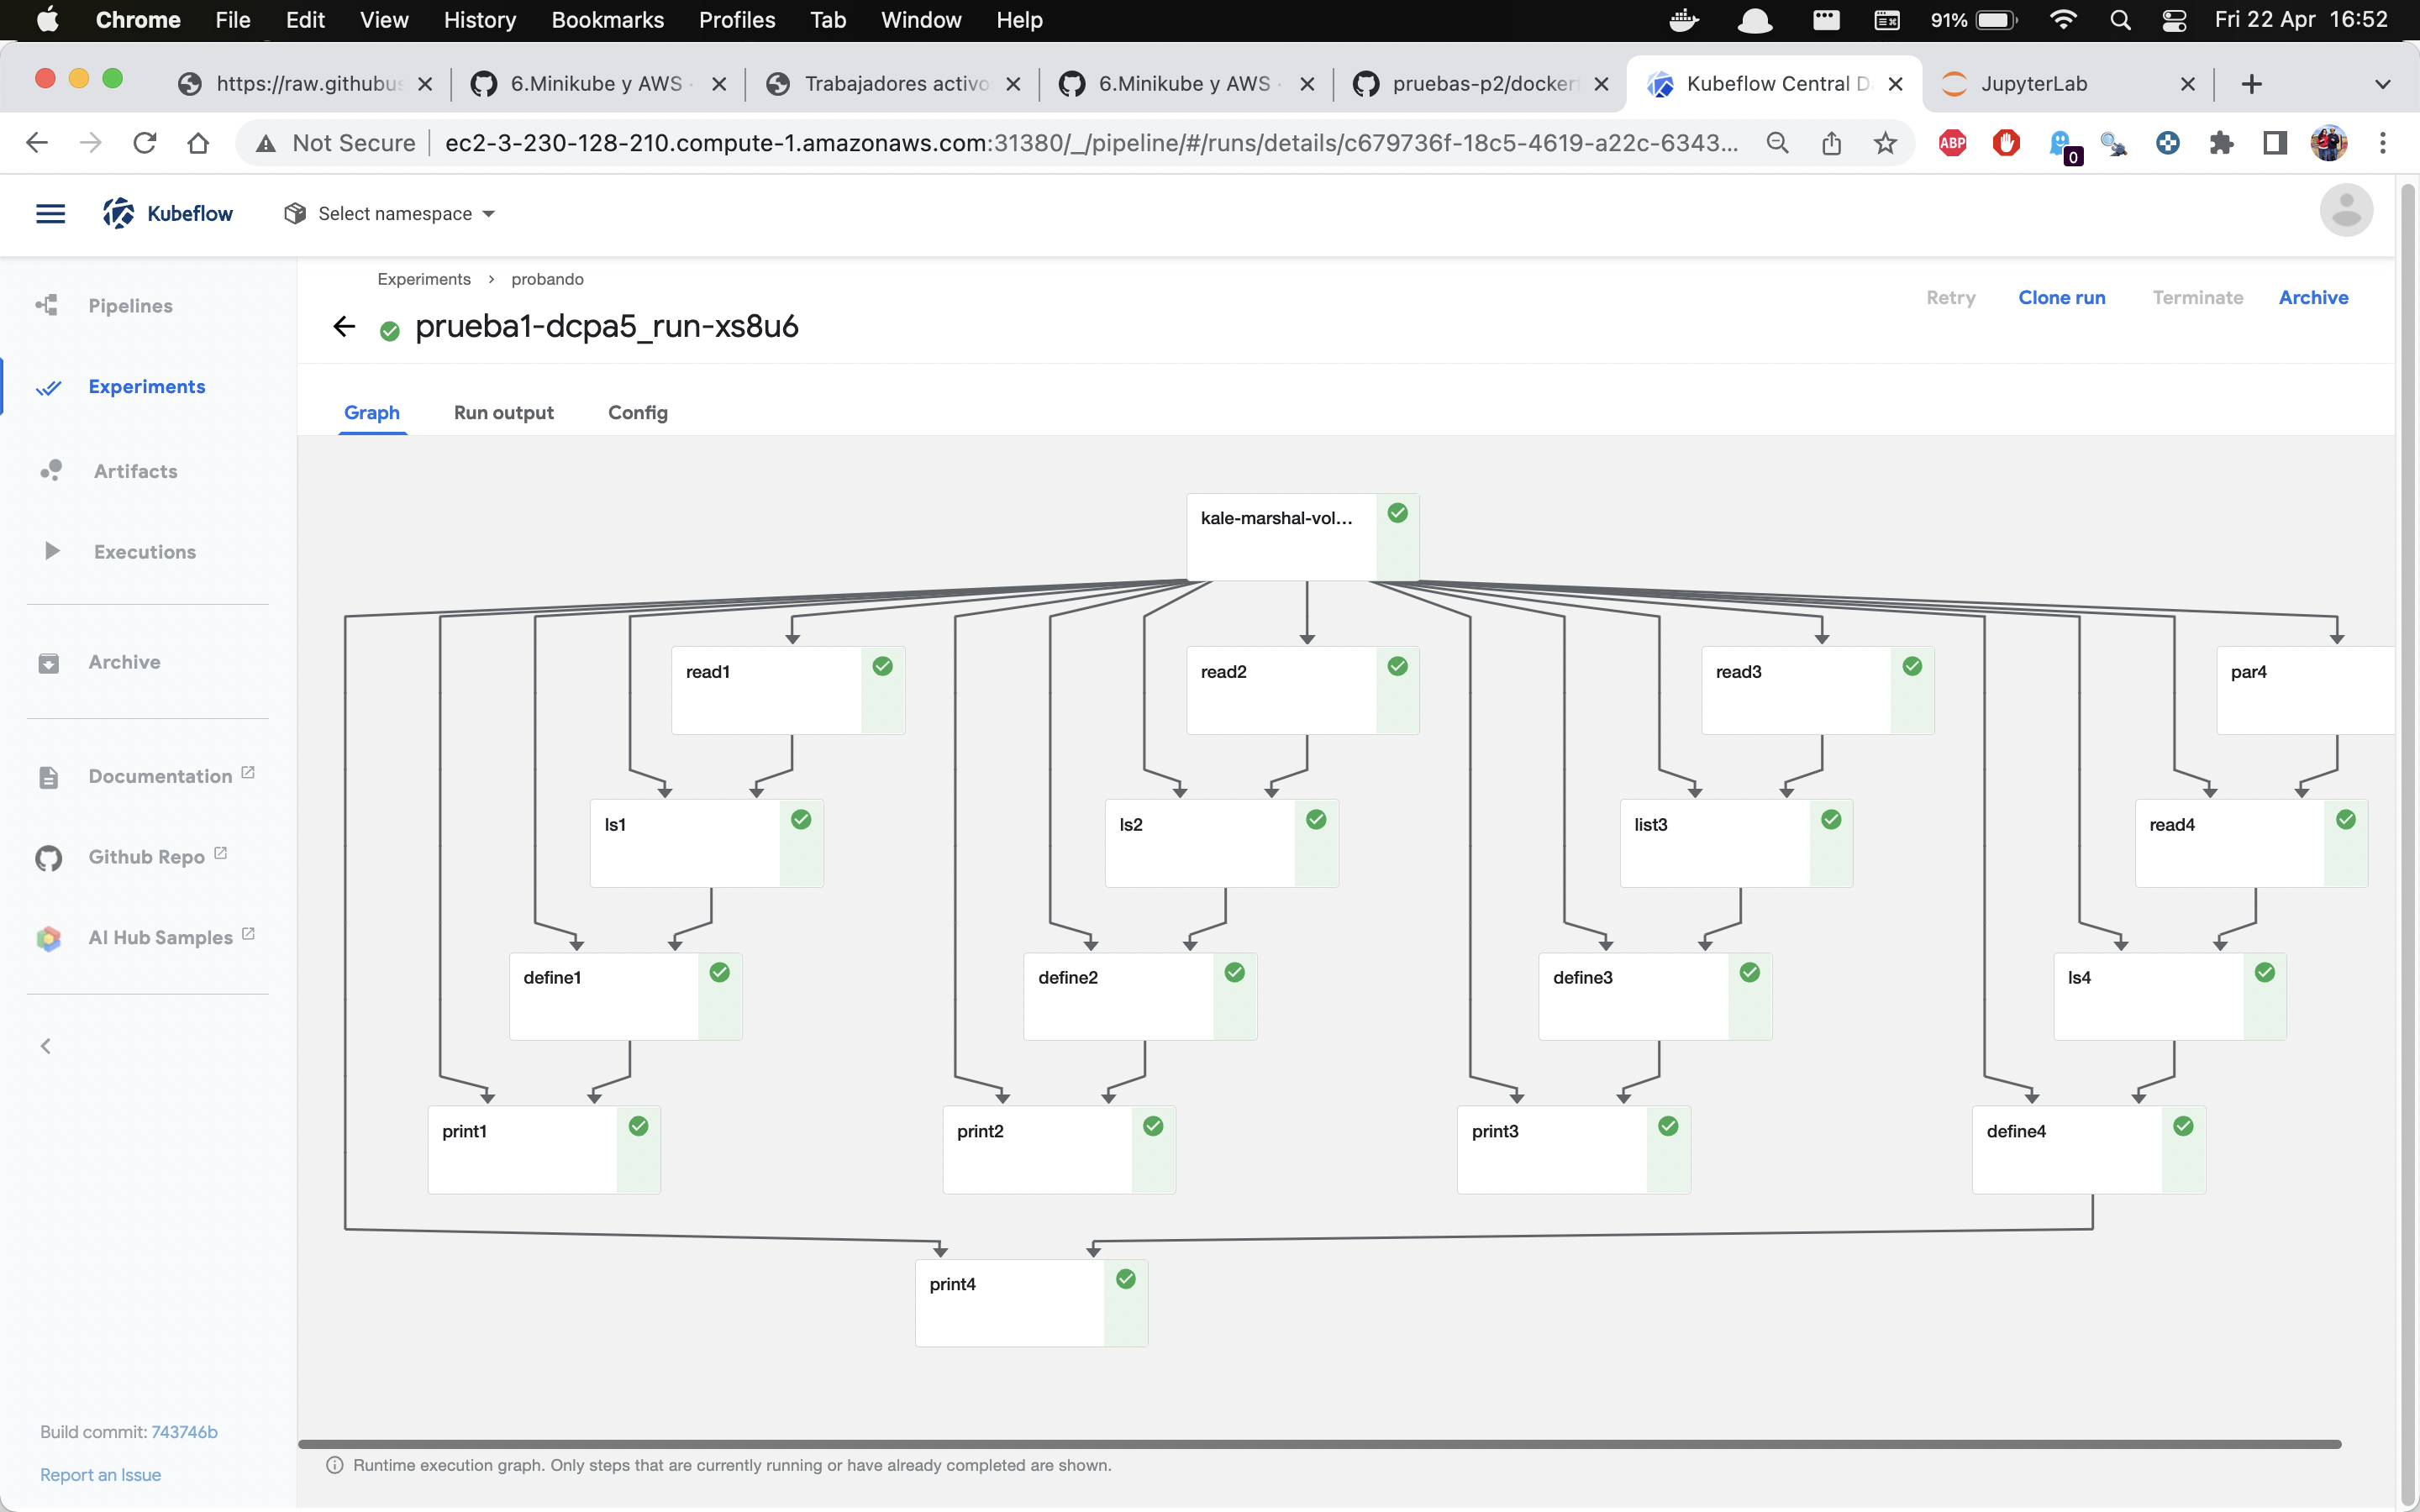 Chrome File Edit View History Bookmarks Profiles Tab Window Help 91% Fri 22 Apr 16:52
https://raw.githubus 6.Minikube y AWS · Trabajadores activo 6.Minikube y AWS · pruebas-p2/dockerf Kubeflow Central Da JupyterLab
Not Secure ec2-3-230-128-210.compute-1.amazonaws.com:31380/_/pipeline/#/runs/details/c679736f-18c5-4619-a22c-6343... ABP 0
Kubeflow Select namespace
Pipelines
Experiments
Artifacts
Executions
Archive
Documentation
Github Repo
AI Hub Samples
Build commit: 743746b
Report an Issue
Experiments > probando
prueba1-dcpa5_run-xs8u6
Retry Clone run Terminate Archive
Graph Run output Config
kale-marshal-vol...
read1 read2 read3 par4
ls1 ls2 list3 read4
define1 define2 define3 ls4
print1 print2 print3 define4
print4
Runtime execution graph. Only steps that are currently running or have already completed are shown.